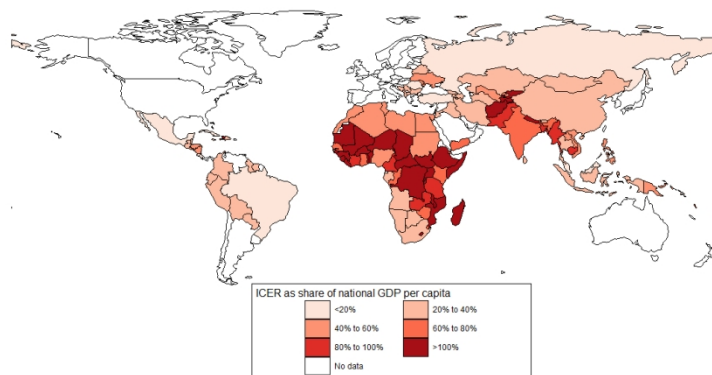 ICER as share of national GDP per capita
<20% 20% to 40%
40% to 60% 60% to 80%
80% to 100% >100%
No data